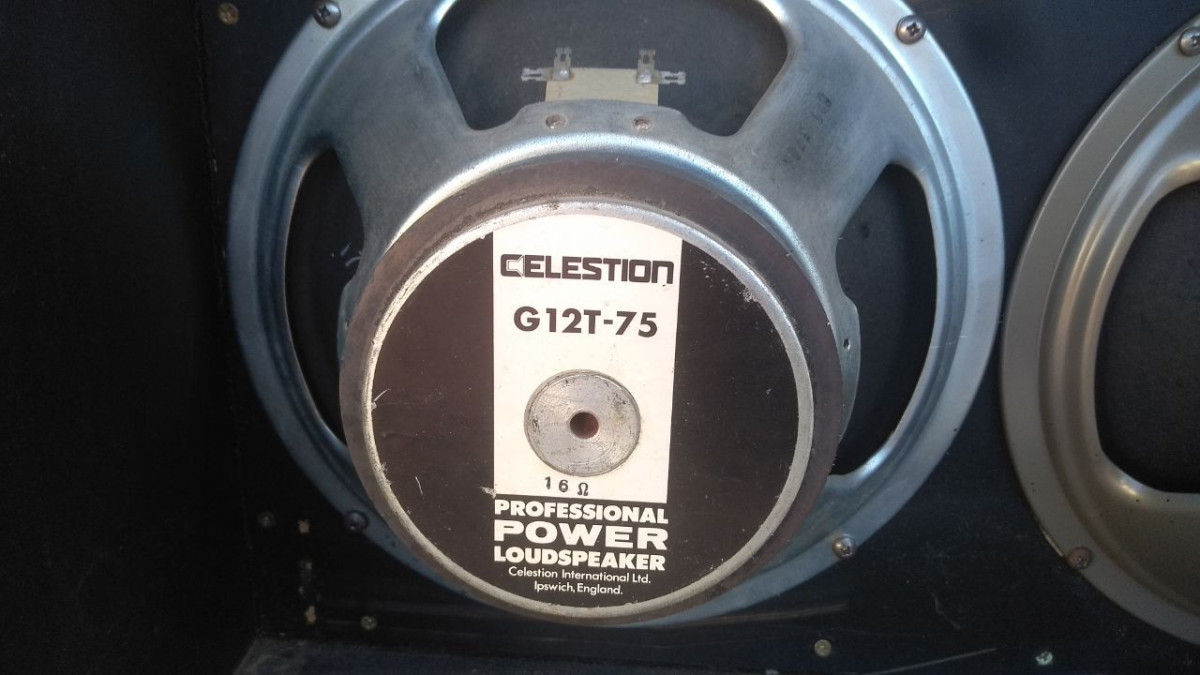 CELESTION
G12T-75
16 Ω
PROFESSIONAL
POWER
LOUDSPEAKER
Celestion International Ltd.
Ipswich, England.